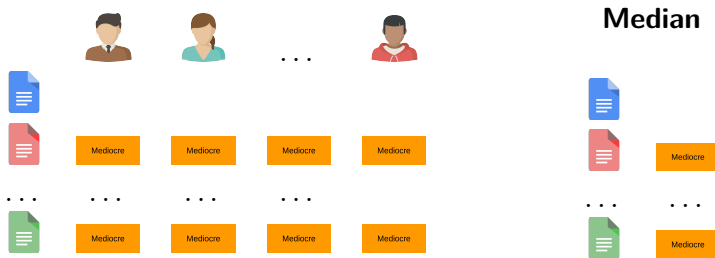 Median
. . .
Mediocre Mediocre Mediocre Mediocre Mediocre
. . . . . . . . . . . . . . . . . .
Mediocre Mediocre Mediocre Mediocre Mediocre